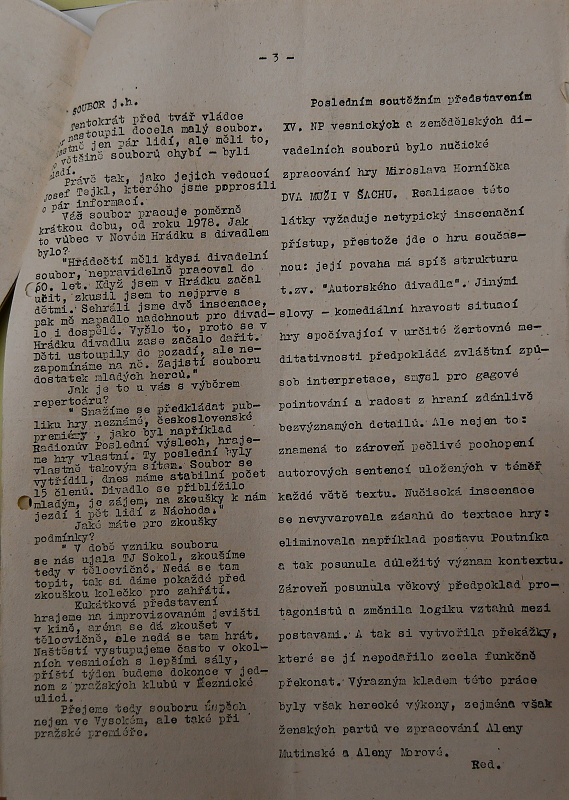 - 3 -
SOUBOR j.h.
Tentokrát před tvář vládce
nastoupil docela malý soubor.
jen pár lidí, ale měli to,
většině souborů chybí - byli
mladí.
Právě tak, jako jejich vedoucí
Josef Tejkl, kterého jsme poprosili
o pár informací.
Váš soubor pracuje poměrně
krátkou dobu, od roku 1978. Jak
to vůbec v Novém Hrádku s divadlem
bylo?
"Hrádečtí měli kdysi divadelní
soubor, nepravidelně pracoval do
60. let. Když jsem v Hrádku začal
učit, zkusil jsem to nejprve s
dětmi. Sehráli jsme dvě inscenace,
pak mě napadlo nadchnout pro divad-
lo i dospělé. Vyšlo to, proto se v
Hrádku divadlu zase začalo dařit.
Děti ustoupily do pozadí, ale ne-
zapomínáme na ně. Zajistí souboru
dostatek mladých herců."
Jak je to u vás s výběrem
repertoáru?
" Snažíme se předkládat pub-
liku hry neznámé, československé
premiéry , jako byl například
Radionův Poslední výslech, hraje-
me hry vlastní. Ty poslední byly
vlastně takovým sítam. Soubor se
vytřídil, dnes máme stabilní počet
15 členů. Divadlo se přiblížilo
mladým, je zájem, na zkoušky k nám
jezdí i pět lidí z Náchoda."
Jaké máte pro zkoušky
podmínky?
" V době vzniku souboru
se nás ujala TJ Sokol, zkoušíme
tedy v tělocvičně. Nedá se tam
topit, tak si dáme pokaždé před
zkouškou kolečko pro zahřátí.
Kukátková představení
hrajeme na improvizovaném jevišti
v kině, aréna se dá zkoušet v
tělocvičně, ale nedá se tam hrát.
Naštěstí vystupujeme často v okol-
ních vesnicích s lepšími sály,
příští týden budeme dokonce v jed-
nom z pražských klubů v Řeznické
ulici.
Přejeme tedy souboru úspěch
nejen ve Vysokém, ale také při
pražské premiéře.
Posledním soutěžním představením
XV. NP vesnických a zemědělských di-
vadelních souborů bylo nučické
zpracování hry Miroslava Horníčka
DVA MUŽI V ŠACHU. Realizace této
látky vyžaduje netypický inscenační
přístup, přestože jde o hru součas-
nou: její povaha má spíš strukturu
t.zv. "Autorského divadla". Jinými
slovy - komediální hravost situací
hry spočívající v určité žertovné me-
ditativnosti předpokládá zvláštní způ-
sob interpretace, smysl pro gagové
pointování a radost z hraní zdánlivě
bezvýznamých detailů. Ale nejen to:
znamená to zároveň pečlivé pochopení
autorových sentencí uložených v téměř
každé větě textu. Nučisická inscenace
se nevyvarovala zásahů do textace hry:
eliminovala například postavu Poutníka
a tak posunula důležitý význam kontextu.
Zároveň posunula věkový předpoklad pro-
tagonistů a změnila logiku vztahů mezi
postavami. A tak si vytvořila překážky,
které se jí nepodařilo zcela funkčně
překonat. Výrazným kladem této práce
byly však herecké výkony, zejména však
ženských partů ve zpracování Aleny
Mutinské a Aleny Morové.
Red.